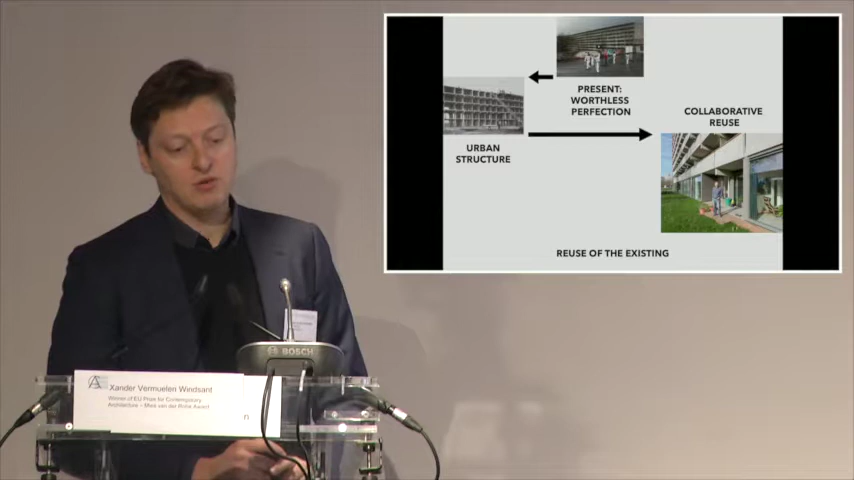 PRESENT:
WORTHLESS
PERFECTION
COLLABORATIVE
REUSE
URBAN
STRUCTURE
REUSE OF THE EXISTING
BOSCH
Xander Vermuelen Windsant
Winner of EU Prize for Contemporary
Architecture – Mies van der Rohe Award
n